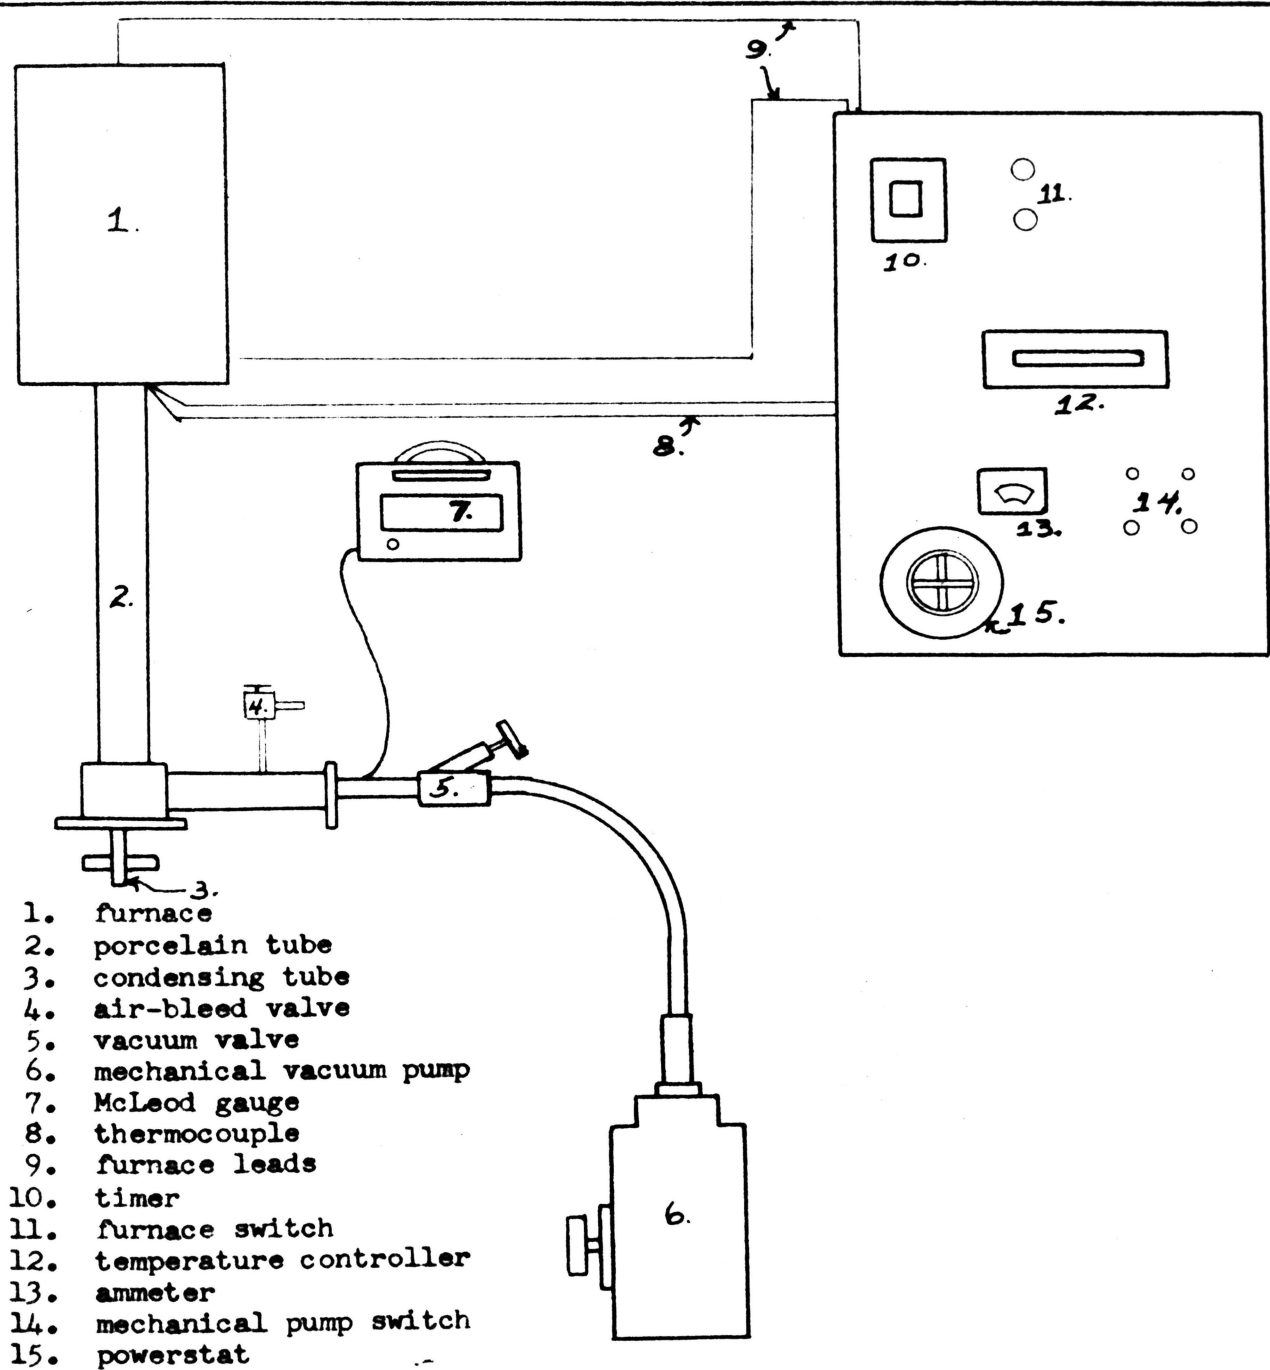 9.
1.
11.
10.
12.
8.
7.
14.
13.
2.
15.
4.
5.
3.
1. furnace
2. porcelain tube
3. condensing tube
4. air-bleed valve
5. vacuum valve
6. mechanical vacuum pump
7. McLeod gauge
8. thermocouple
9. furnace leads
10. timer
11. furnace switch
12. temperature controller
13. ammeter
14. mechanical pump switch
15. powerstat
6.